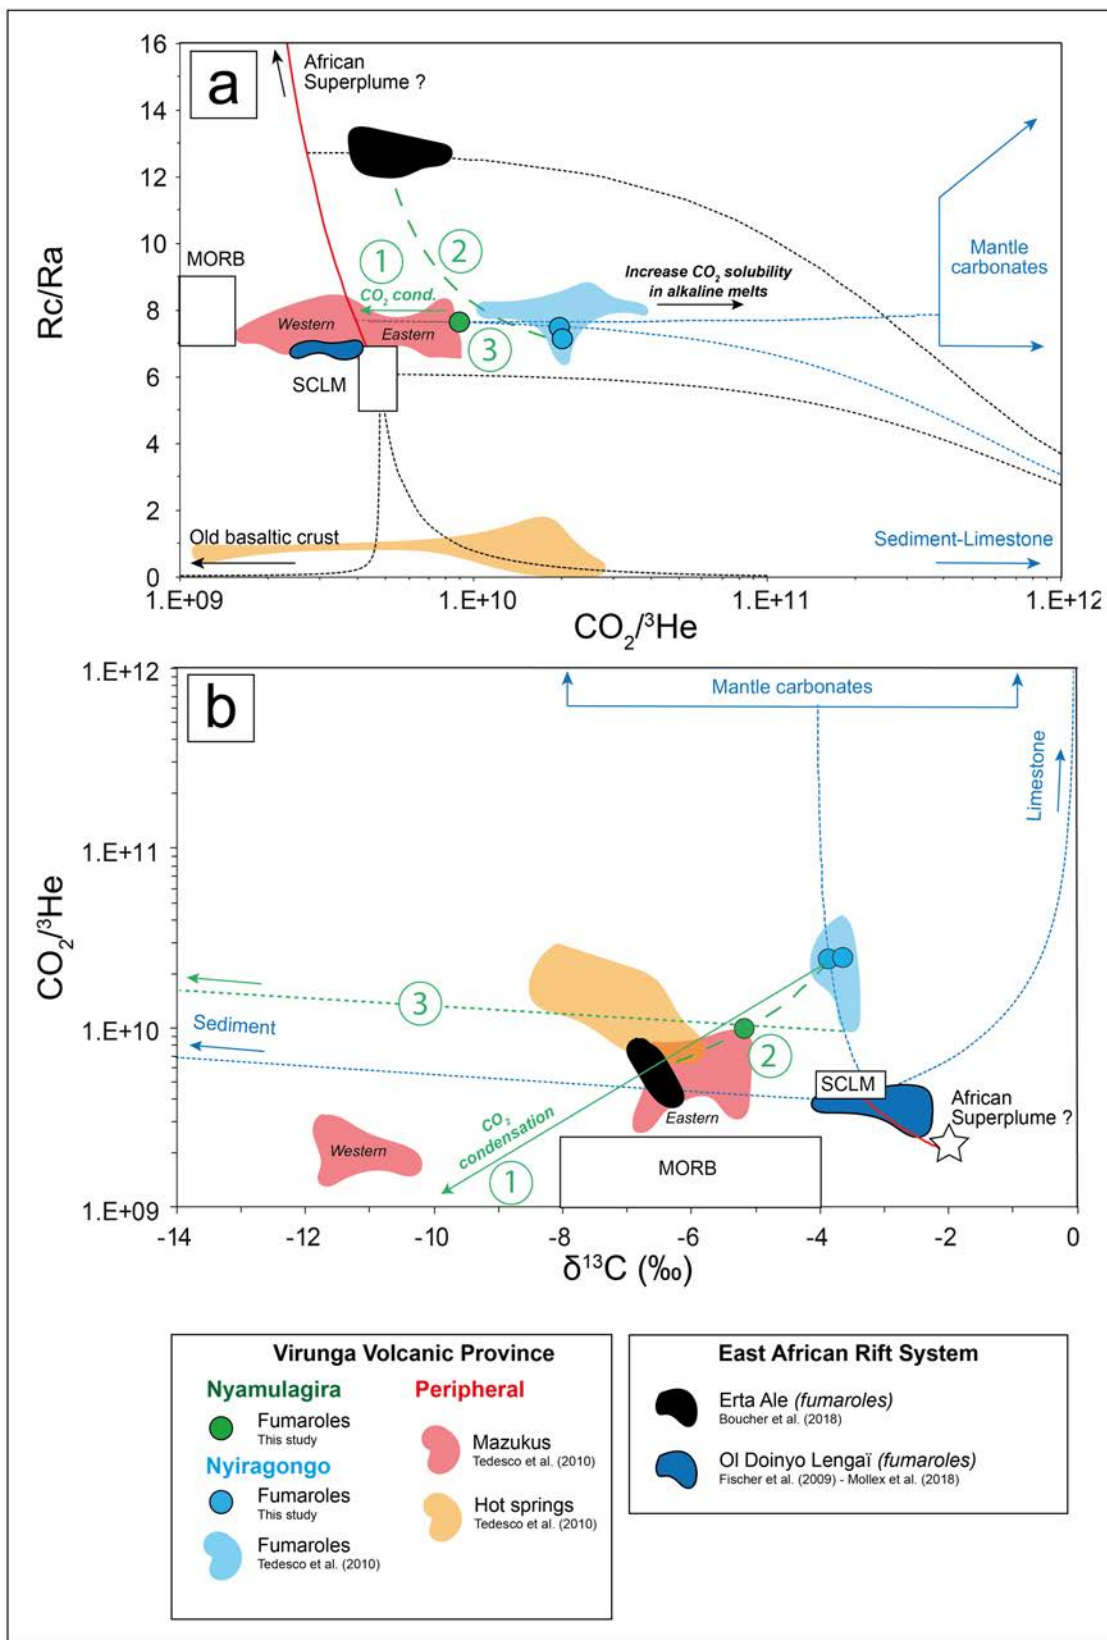 a
African
Superplume ?
16
14
12
10
8
6
4
2
0
Rc/Ra
MORB
1
2
CO₂ cond.
Western
Eastern
3
SCLM
Increase CO₂ solubility
in alkaline melts
Mantle
carbonates
Old basaltic crust
Sediment-Limestone
1.E+09
1.E+10
1.E+11
1.E+12
CO₂/³He
b
1.E+12
1.E+11
1.E+10
1.E+09
CO₂/³He
Mantle carbonates
Limestone
3
Sediment
2
SCLM
African
Superplume ?
Eastern
CO₂
condensation
Western
1
MORB
-14
-12
-10
-8
-6
-4
-2
0
δ¹³C (‰)
Virunga Volcanic Province
Nyamulagira
Fumaroles
This study
Nyiragongo
Fumaroles
This study
Fumaroles
Tedesco et al. (2010)
Peripheral
Mazukus
Tedesco et al. (2010)
Hot springs
Tedesco et al. (2010)
East African Rift System
Erta Ale (fumaroles)
Boucher et al. (2018)
Ol Doinyo Lengaï (fumaroles)
Fischer et al. (2009) - Mollex et al. (2018)